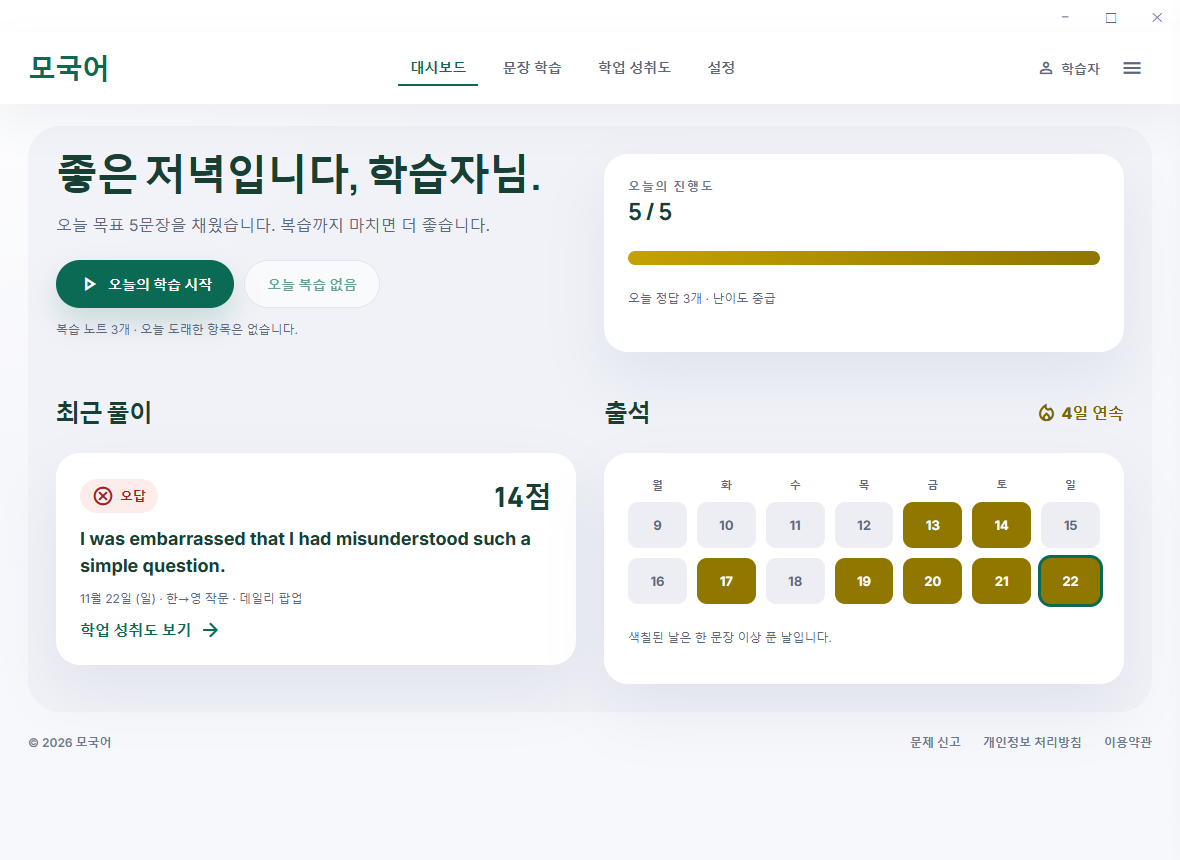 모국어
대시보드
문장 학습
학업 성취도
설정
학습자
좋은 저녁입니다, 학습자님.
오늘 목표 5문장을 채웠습니다. 복습까지 마치면 더 좋습니다.
오늘의 학습 시작
오늘 복습 없음
복습 노트 3개 · 오늘 도래한 항목은 없습니다.
오늘의 진행도
5 / 5
오늘 정답 3개 · 난이도 중급
최근 풀이
오답
14점
I was embarrassed that I had misunderstood such a
simple question.
11월 22일 (일) · 한→영 작문 · 데일리 팝업
학업 성취도 보기 →
출석
4일 연속
월 화 수 목 금 토 일
9 10 11 12 13 14 15
16 17 18 19 20 21 22
색칠된 날은 한 문장 이상 푼 날입니다.
© 2026 모국어
문제 신고
개인정보 처리방침
이용약관